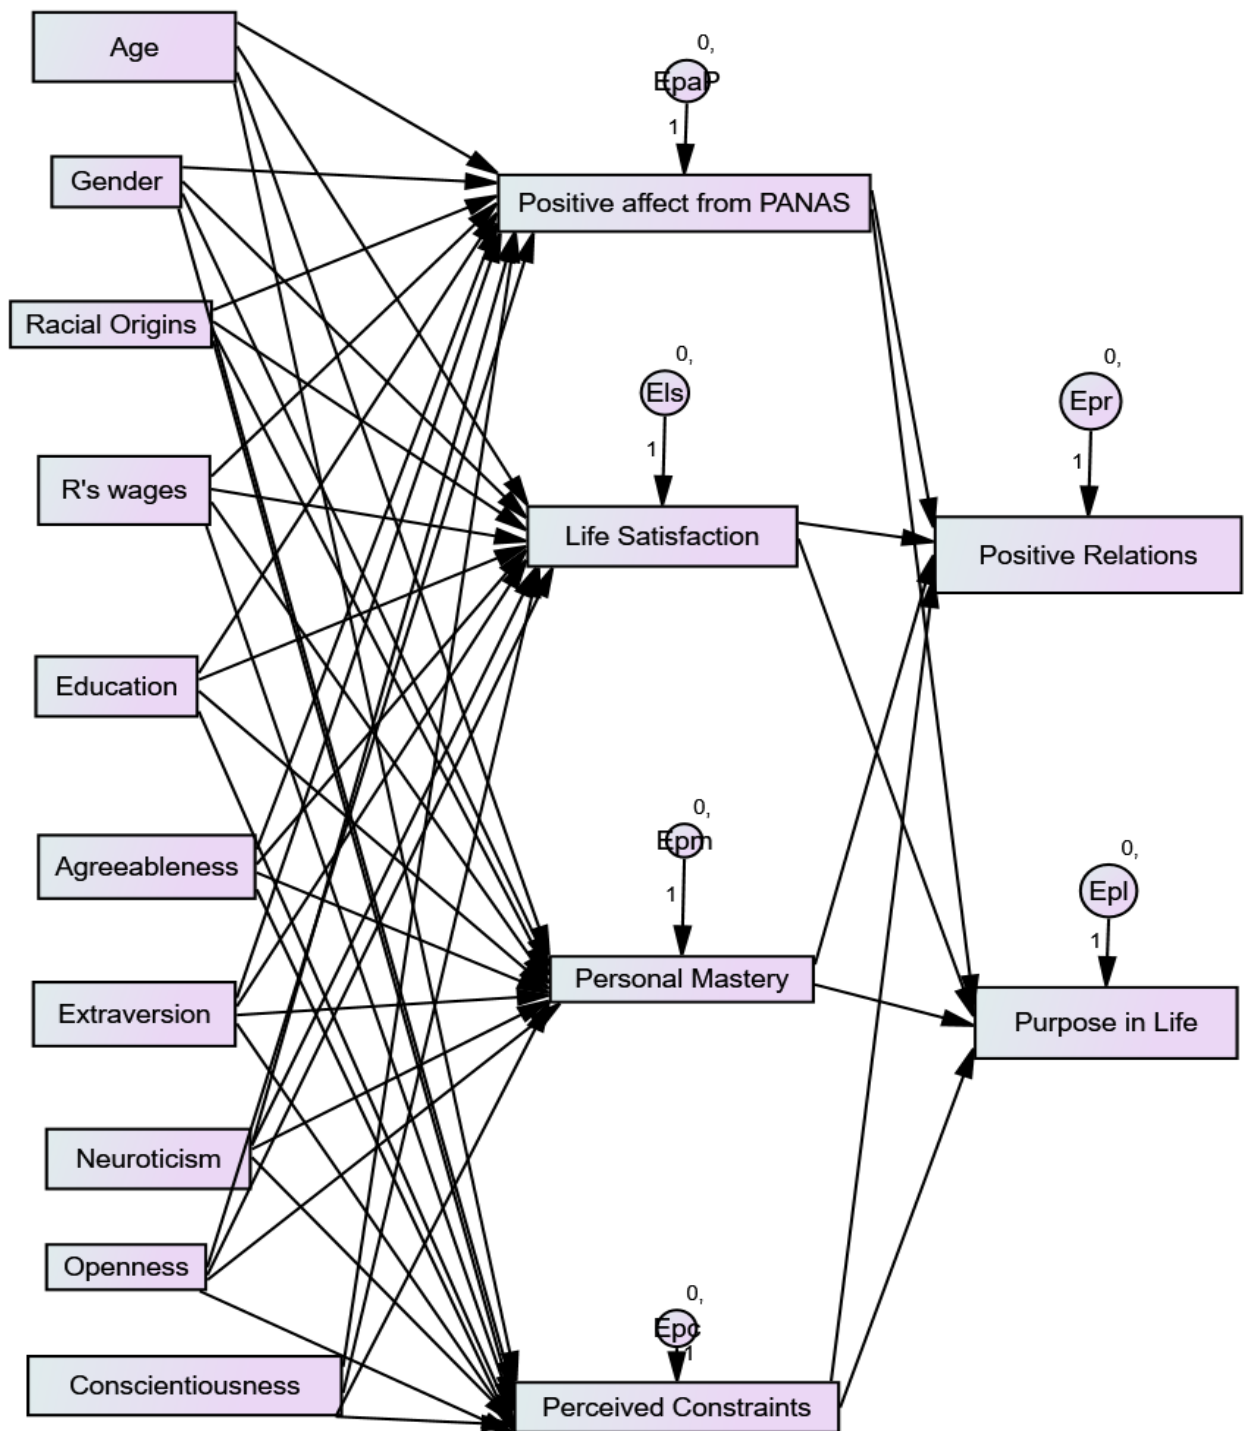 Age
Gender
Racial Origins
R's wages
Education
Agreeableness
Extraversion
Neuroticism
Openness
Conscientiousness
0,
EpaP
1
Positive affect from PANAS
0,
Els
1
Life Satisfaction
0,
Epm
1
Personal Mastery
0,
Epc
1
Perceived Constraints
0,
Epr
1
Positive Relations
0,
Epl
1
Purpose in Life